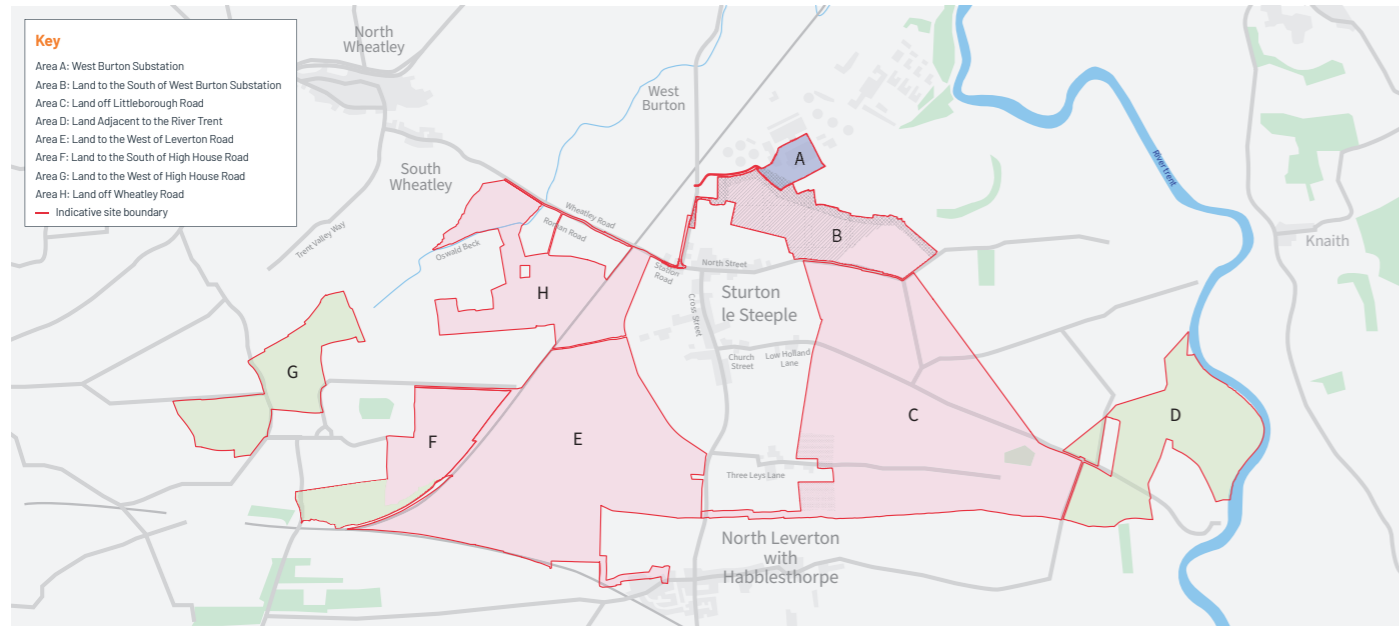 Key
Area A: West Burton Substation
Area B: Land to the South of West Burton Substation
Area C: Land off Littleborough Road
Area D: Land Adjacent to the River Trent
Area E: Land to the West of Leverton Road
Area F: Land to the South of High House Road
Area G: Land to the West of High House Road
Area H: Land off Wheatley Road
Indicative site boundary
North
Wheatley
West
Burton
South
Wheatley
A
River trent
Wheatley Road
Roman Road
Trent Valley Way
Oswald Beck
B
Knaith
Station
Road
North Street
H
Sturton
le Steeple
Cross Street
Church
Street
Low Holland
Lane
G
C
D
F
E
Three Leys Lane
North Leverton
with
Habblesthorpe